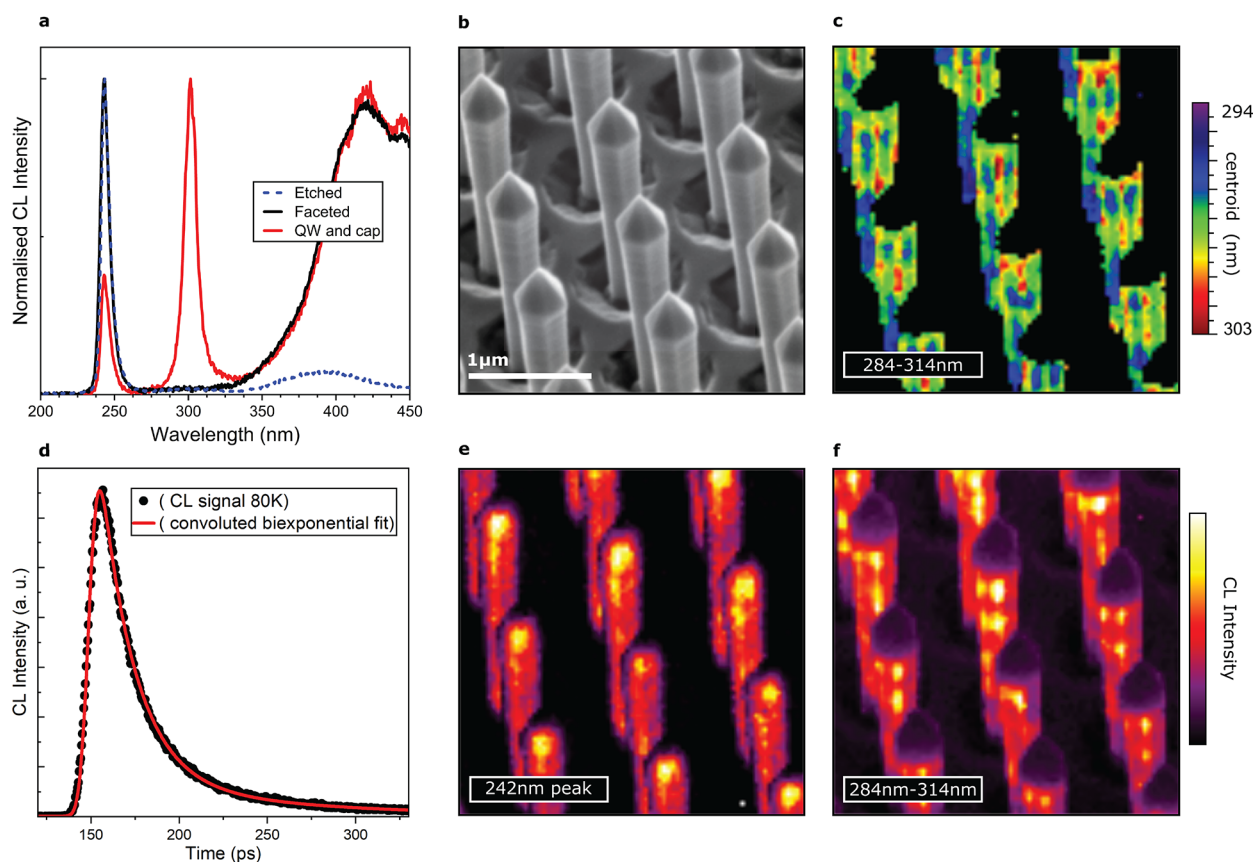 a
Normalised CL Intensity
Etched
Faceted
QW and cap
200 250 300 350 400 450
Wavelength (nm)
b
1μm
c
284-314nm
294
centroid (nm)
303
d
CL Intensity (a. u.)
( CL signal 80K)
( convoluted biexponential fit)
150 200 250 300
Time (ps)
e
242nm peak
f
284nm-314nm
CL Intensity